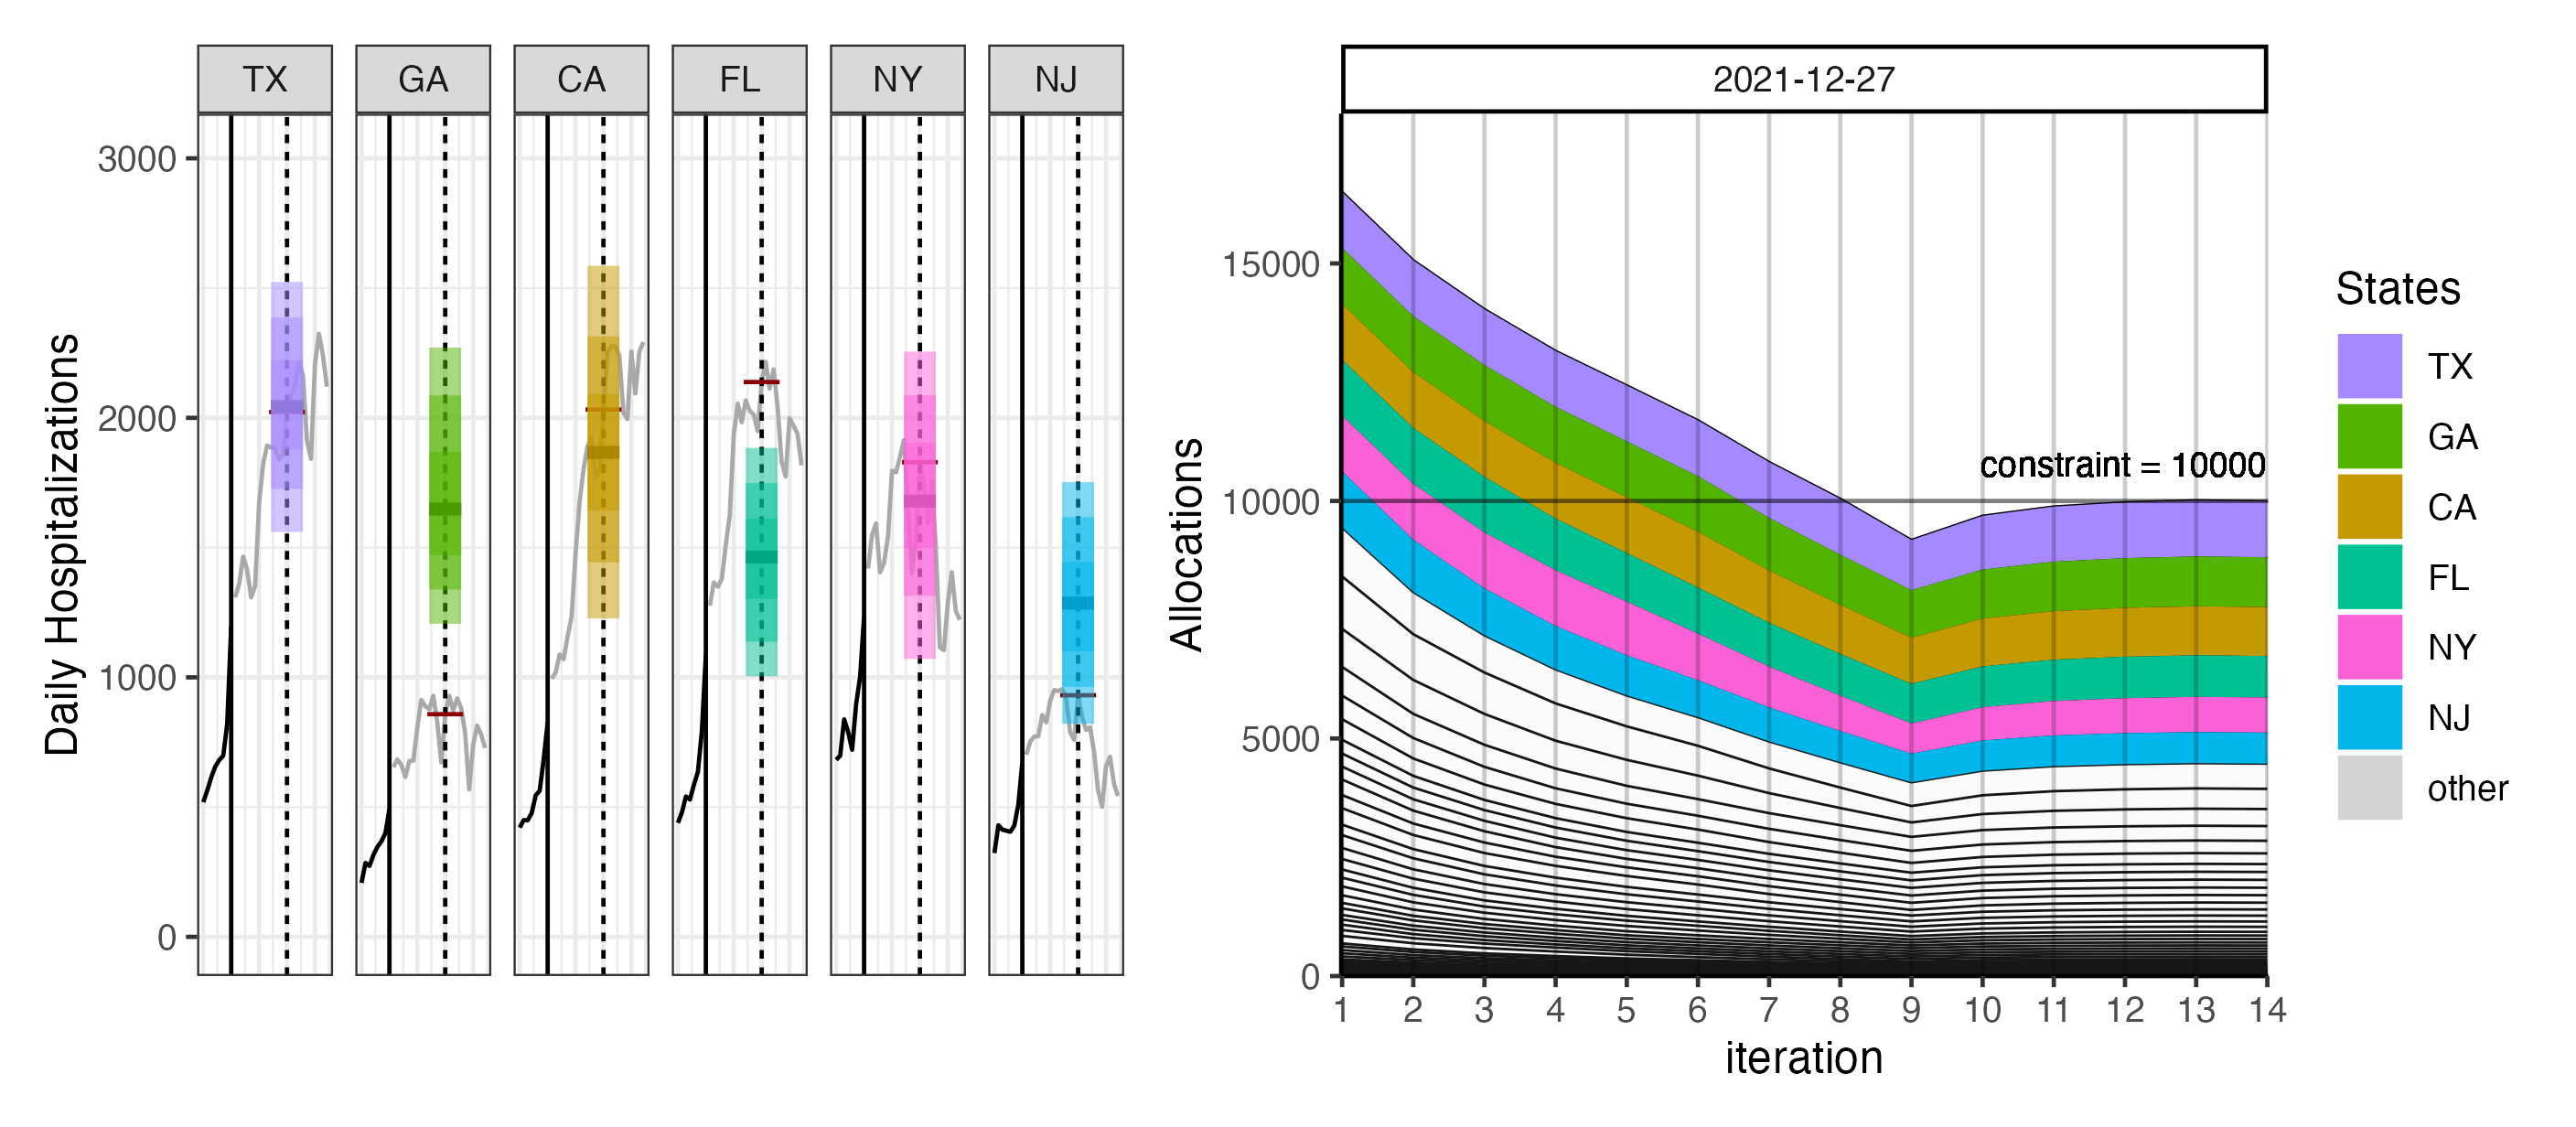 TX GA CA FL NY NJ
Daily Hospitalizations
3000
2000
1000
0
2021-12-27
Allocations
15000
10000
5000
0
constraint = 10000
1 2 3 4 5 6 7 8 9 10 11 12 13 14
iteration
States
TX
GA
CA
FL
NY
NJ
other